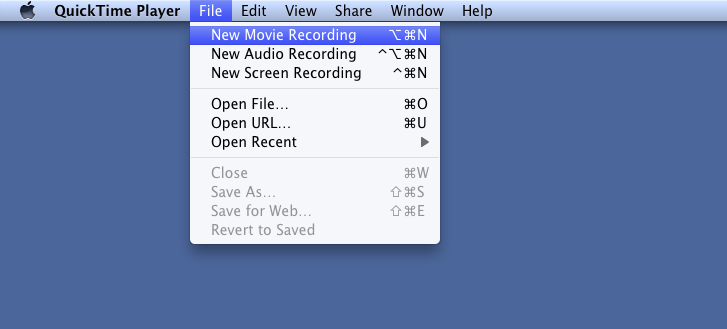 QuickTime Player File Edit View Share Window Help
New Movie Recording ⌥⌘N
New Audio Recording ^⌥⌘N
New Screen Recording ^⌘N
Open File... ⌘O
Open URL... ⌘U
Open Recent ▶
Close ⌘W
Save As... ⇧⌘S
Save for Web... ⇧⌘E
Revert to Saved